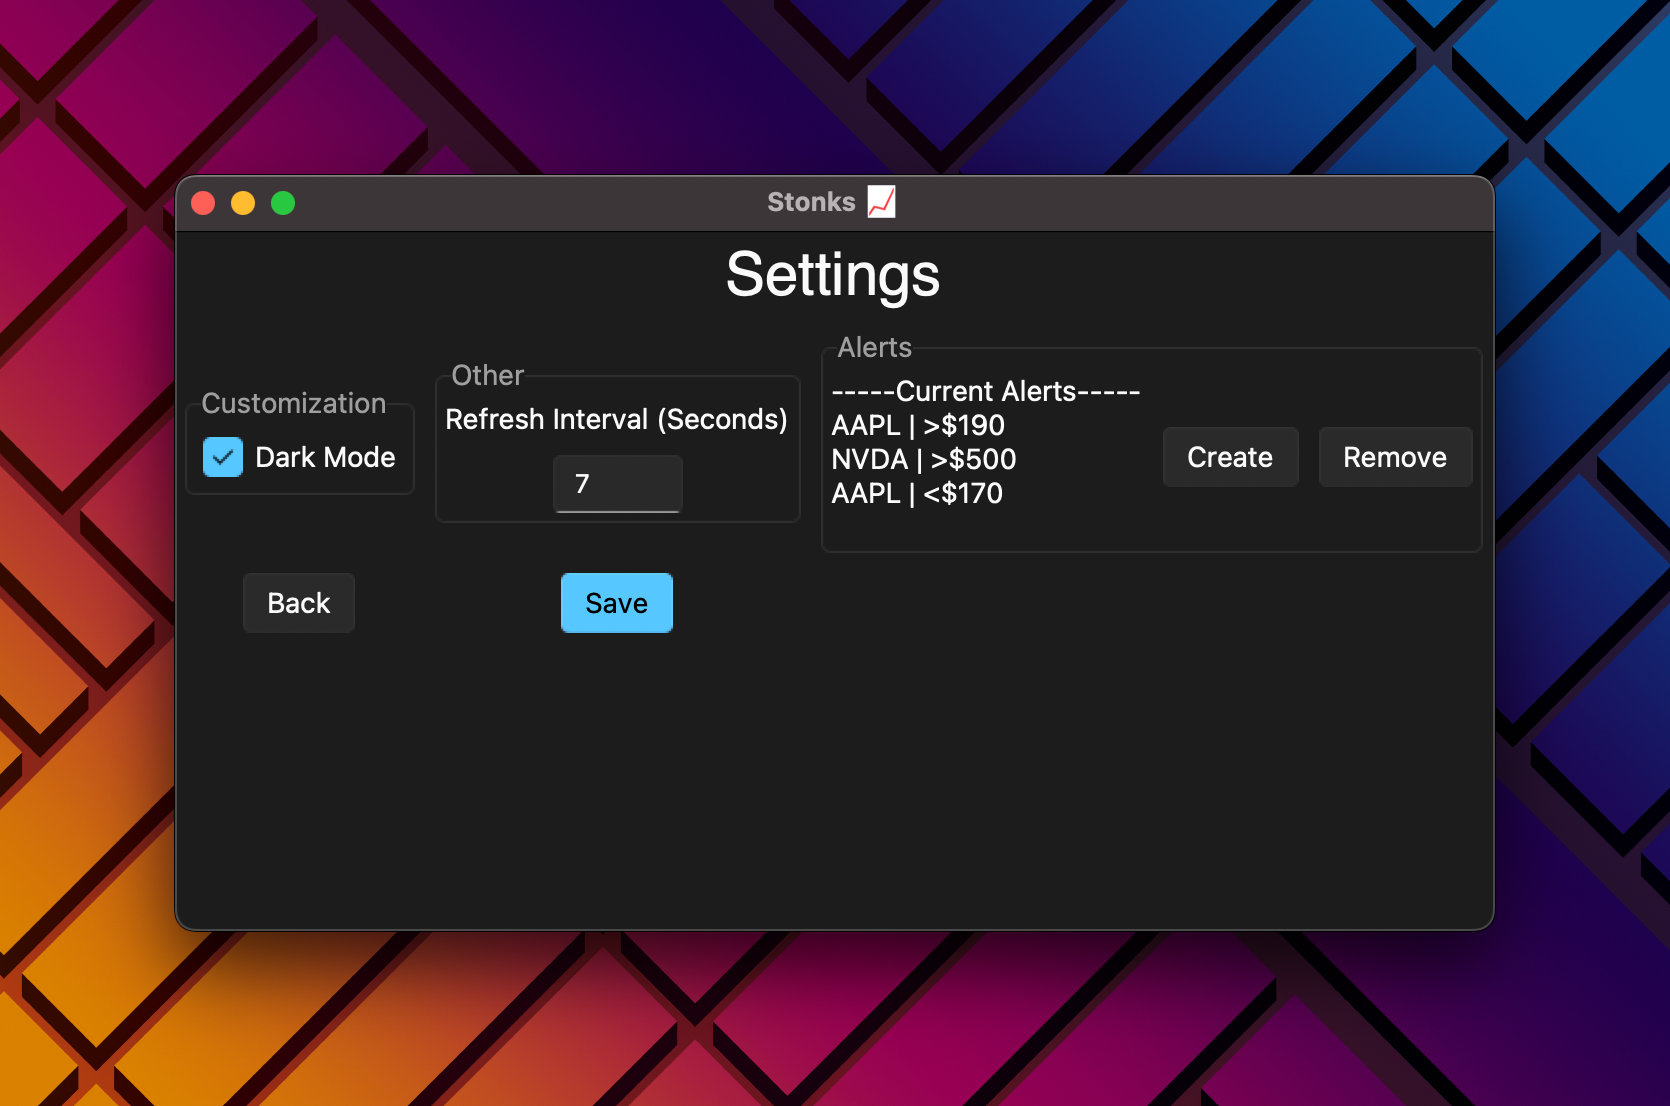 Stonks 📈
Settings
Customization
Dark Mode
Other
Refresh Interval (Seconds)
7
Alerts
-----Current Alerts-----
AAPL | >$190
NVDA | >$500
AAPL | <$170
Create
Remove
Back
Save